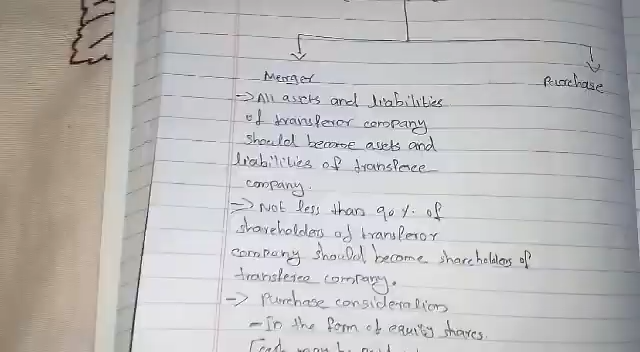 Merger
Purchase
→ All assets and liabilities
of transferor company
should become assets and
liabilities of transferee
company.
→ Not less than 90%. of
shareholders of transferor
company should become shareholders of
transferee company.
→ Purchase consideration
- In the form of equity shares.